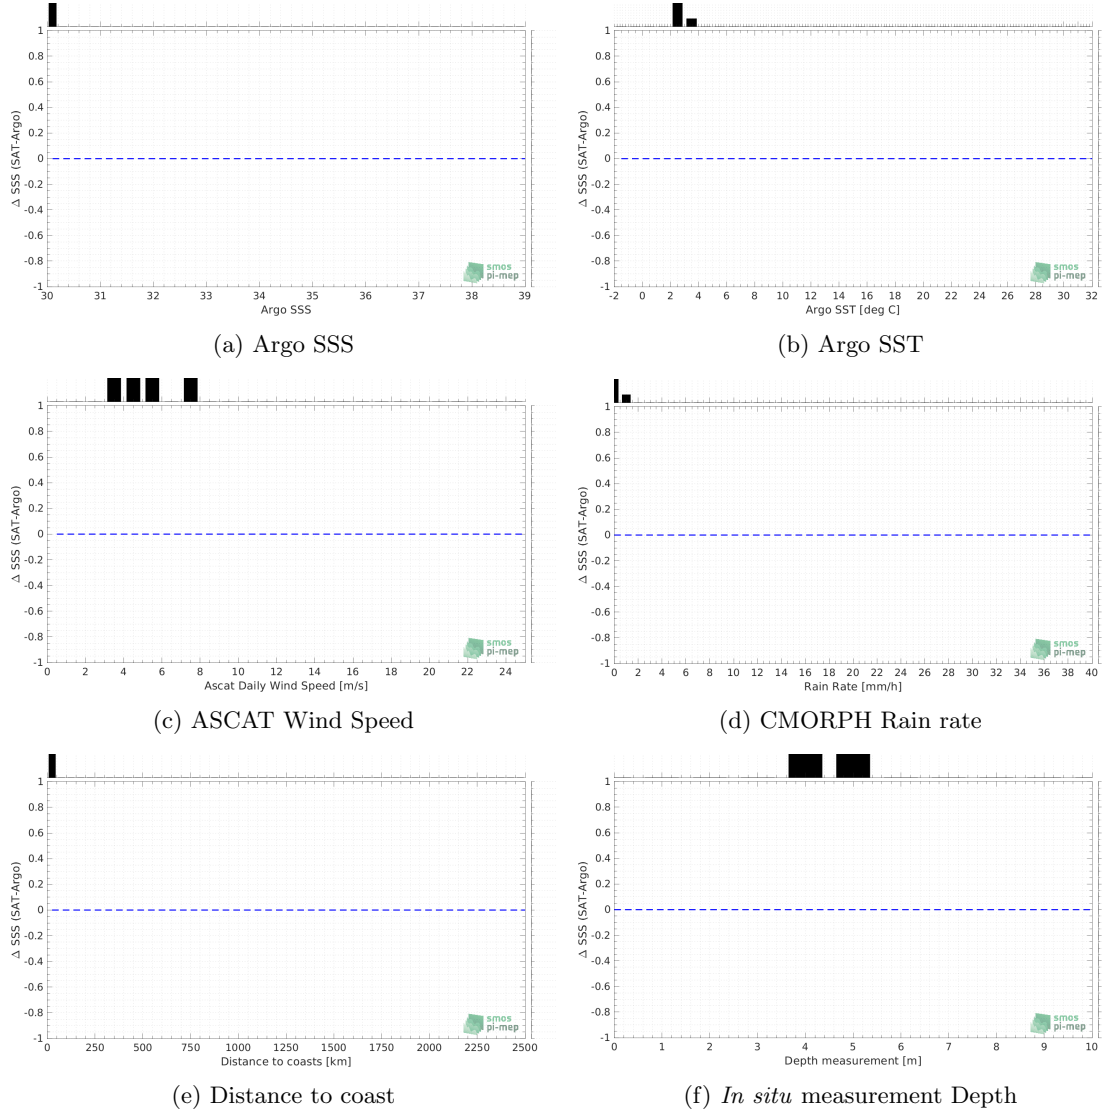 1
0.8
0.6
0.4
0.2
0
-0.2
-0.4
-0.6
-0.8
-1
Δ SSS (SAT-Argo)
30 31 32 33 34 35 36 37 38 39
Argo SSS
smos
pi-mep
(a) Argo SSS
1
0.8
0.6
0.4
0.2
0
-0.2
-0.4
-0.6
-0.8
-1
Δ SSS (SAT-Argo)
-2 0 2 4 6 8 10 12 14 16 18 20 22 24 26 28 30 32
Argo SST [deg C]
smos
pi-mep
(b) Argo SST
1
0.8
0.6
0.4
0.2
0
-0.2
-0.4
-0.6
-0.8
-1
Δ SSS (SAT-Argo)
0 2 4 6 8 10 12 14 16 18 20 22 24
Ascat Daily Wind Speed [m/s]
smos
pi-mep
(c) ASCAT Wind Speed
1
0.8
0.6
0.4
0.2
0
-0.2
-0.4
-0.6
-0.8
-1
Δ SSS (SAT-Argo)
0 2 4 6 8 10 12 14 16 18 20 22 24 26 28 30 32 34 36 38 40
Rain Rate [mm/h]
smos
pi-mep
(d) CMORPH Rain rate
1
0.8
0.6
0.4
0.2
0
-0.2
-0.4
-0.6
-0.8
-1
Δ SSS (SAT-Argo)
0 250 500 750 1000 1250 1500 1750 2000 2250 2500
Distance to coasts [km]
smos
pi-mep
(e) Distance to coast
1
0.8
0.6
0.4
0.2
0
-0.2
-0.4
-0.6
-0.8
-1
Δ SSS (SAT-Argo)
0 1 2 3 4 5 6 7 8 9 10
Depth measurement [m]
smos
pi-mep
(f) In situ measurement Depth